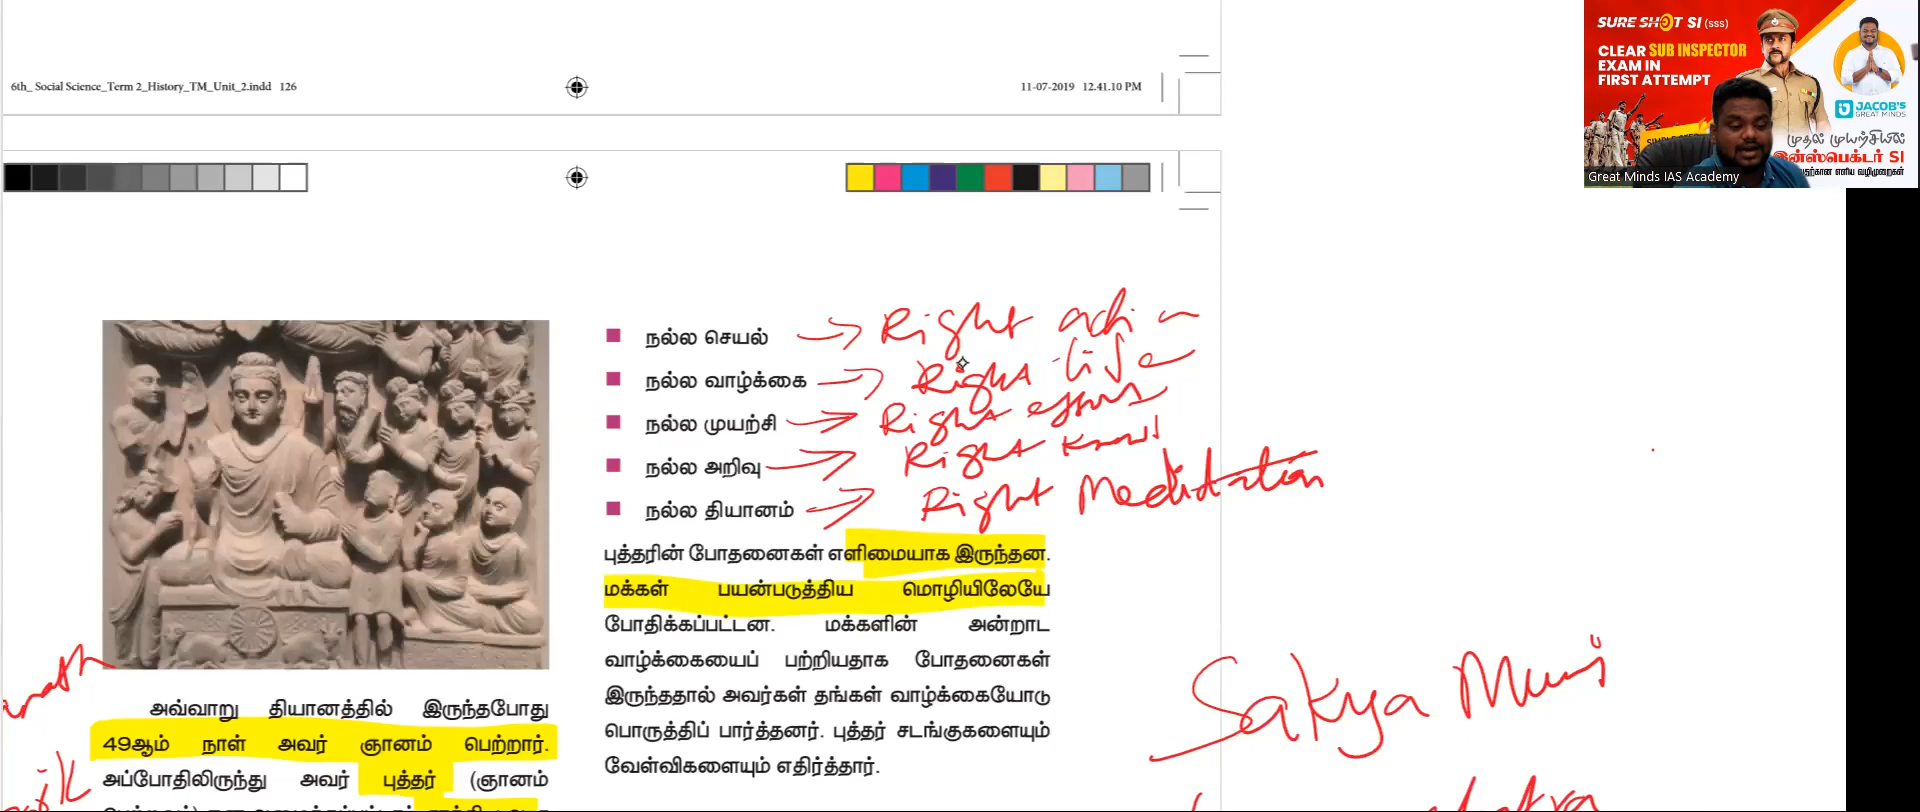 6th_ Social Science_Term 2_History_TM_Unit_2.indd 126
11-07-2019 12.41.10 PM
SURE SHOT SI (SSS)
CLEAR SUB INSPECTOR
EXAM IN
FIRST ATTEMPT
JACOB's
GREAT MINDS
முதல் முயற்சியில்
இன்ஸ்பெக்டர் SI
Great Minds IAS Academy
நல்ல செயல் Right action
நல்ல வாழ்க்கை Right life
நல்ல முயற்சி Right effort
நல்ல அறிவு Right Knowl
நல்ல தியானம் Right Meditation
புத்தரின் போதனைகள் எளிமையாக இருந்தன.
மக்கள் பயன்படுத்திய மொழியிலேயே
போதிக்கப்பட்டன. மக்களின் அன்றாட
வாழ்க்கையைப் பற்றியதாக போதனைகள்
இருந்ததால் அவர்கள் தங்கள் வாழ்க்கையோடு
பொருத்திப் பார்த்தனர். புத்தர் சடங்குகளையும்
வேள்விகளையும் எதிர்த்தார்.
Sakya Muni
அவ்வாறு தியானத்தில் இருந்தபோது
49ஆம் நாள் அவர் ஞானம் பெற்றார்.
அப்போதிலிருந்து அவர் புத்தர் (ஞானம்